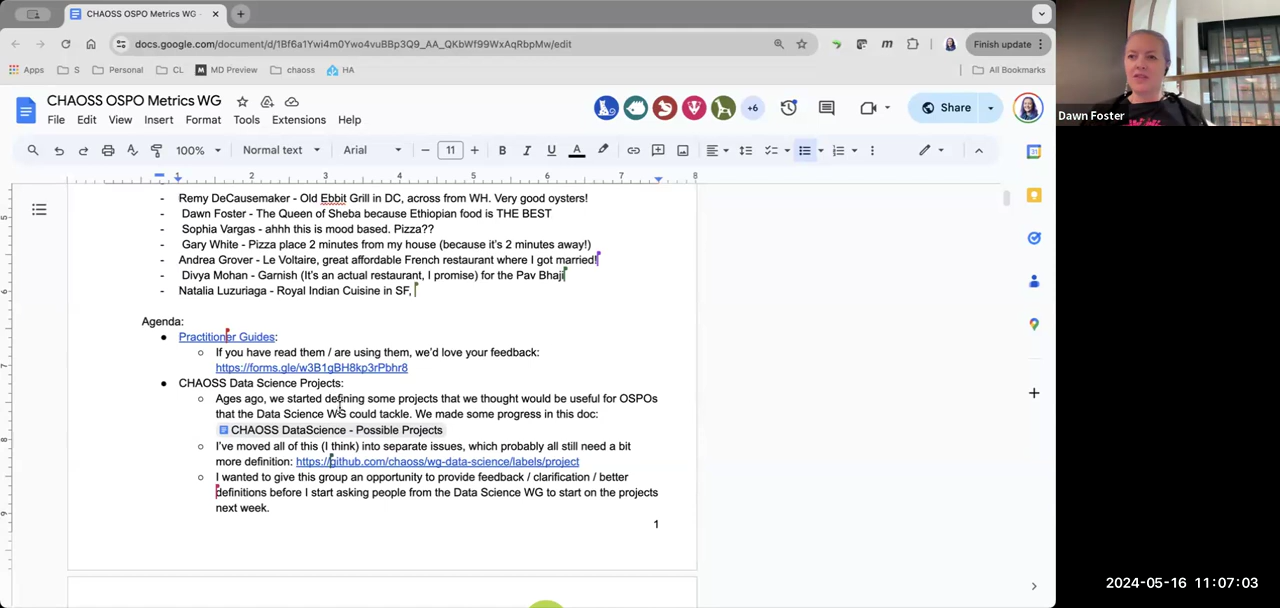 CHAOSS OSPO Metrics WG
docs.google.com/document/d/1Bf6a1Ywi4m0Ywo4vuBBp3Q9_AA_QKbWf99WxAqRbpMw/edit
Finish update
Apps
S
Personal
CL
MD Preview
chaoss
HA
All Bookmarks
CHAOSS OSPO Metrics WG
+6
Share
File Edit View Insert Format Tools Extensions Help
100% Normal text Arial 11 B I U A
1 2 3 4 5 6 7 8
Remy DeCausemaker - Old Ebbit Grill in DC, across from WH. Very good oysters!
Dawn Foster - The Queen of Sheba because Ethiopian food is THE BEST
Sophia Vargas - ahhh this is mood based. Pizza??
Gary White - Pizza place 2 minutes from my house (because it's 2 minutes away!)
Andrea Grover - Le Voltaire, great affordable French restaurant where I got married!
Divya Mohan - Garnish (It's an actual restaurant, I promise) for the Pav Bhaji
Natalia Luzuriaga - Royal Indian Cuisine in SF,
Agenda:
Practitioner Guides:
If you have read them / are using them, we'd love your feedback:
https://forms.gle/w3B1gBH8kp3rPbhr8
CHAOSS Data Science Projects:
Ages ago, we started defining some projects that we thought would be useful for OSPOs
that the Data Science WG could tackle. We made some progress in this doc:
CHAOSS DataScience - Possible Projects
I've moved all of this (I think) into separate issues, which probably all still need a bit
more definition: https://github.com/chaoss/wg-data-science/labels/project
I wanted to give this group an opportunity to provide feedback / clarification / better
definitions before I start asking people from the Data Science WG to start on the projects
next week.
1
Dawn Foster
2024-05-16 11:07:03